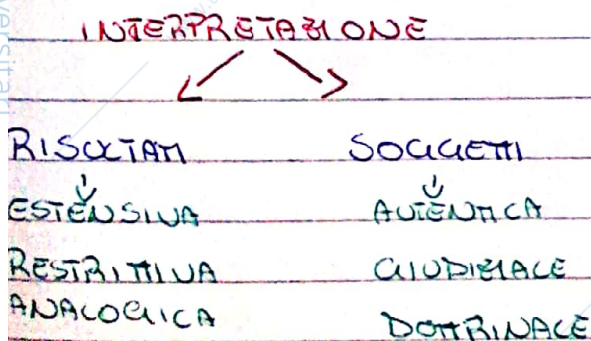 INTERPRETAZIONE
RISULTATI SOGGETTI
ESTENSIVA AUTENTICA
RESTRITTIVA GIUDIZIALE
ANALOGICA DOTTRINALE